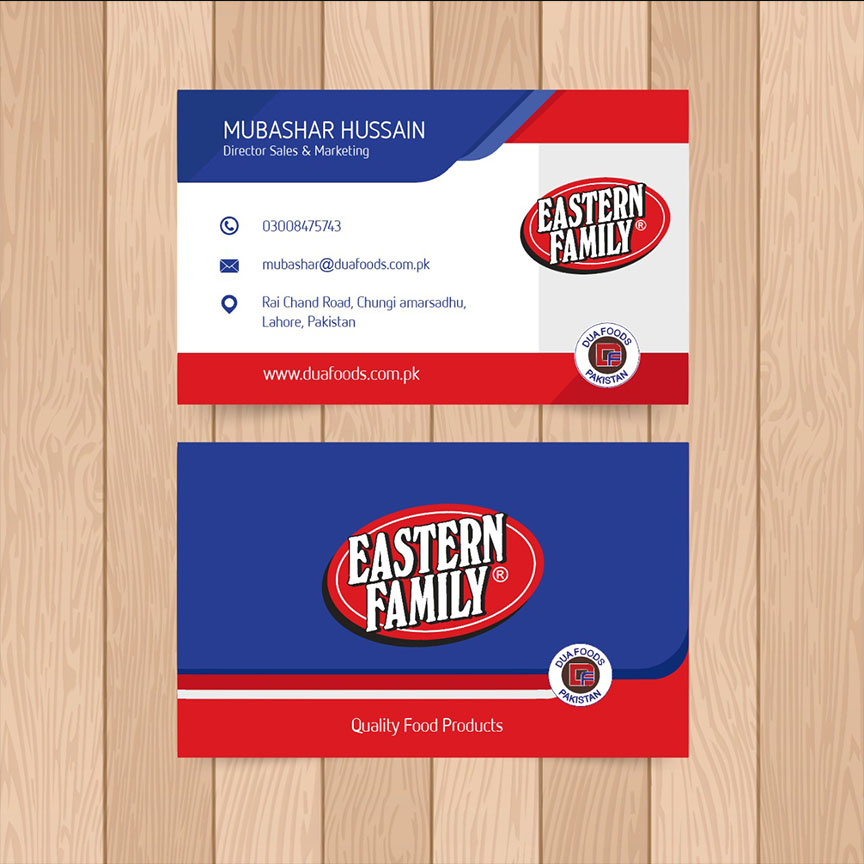 MUBASHAR HUSSAIN
Director Sales & Marketing
03008475743
mubashar@duafoods.com.pk
Rai Chand Road, Chungi amarsadhu,
Lahore, Pakistan
www.duafoods.com.pk
EASTERN
FAMILY®
DUA FOODS
DF
PAKISTAN
EASTERN
FAMILY®
DUA FOODS
DF
PAKISTAN
Quality Food Products